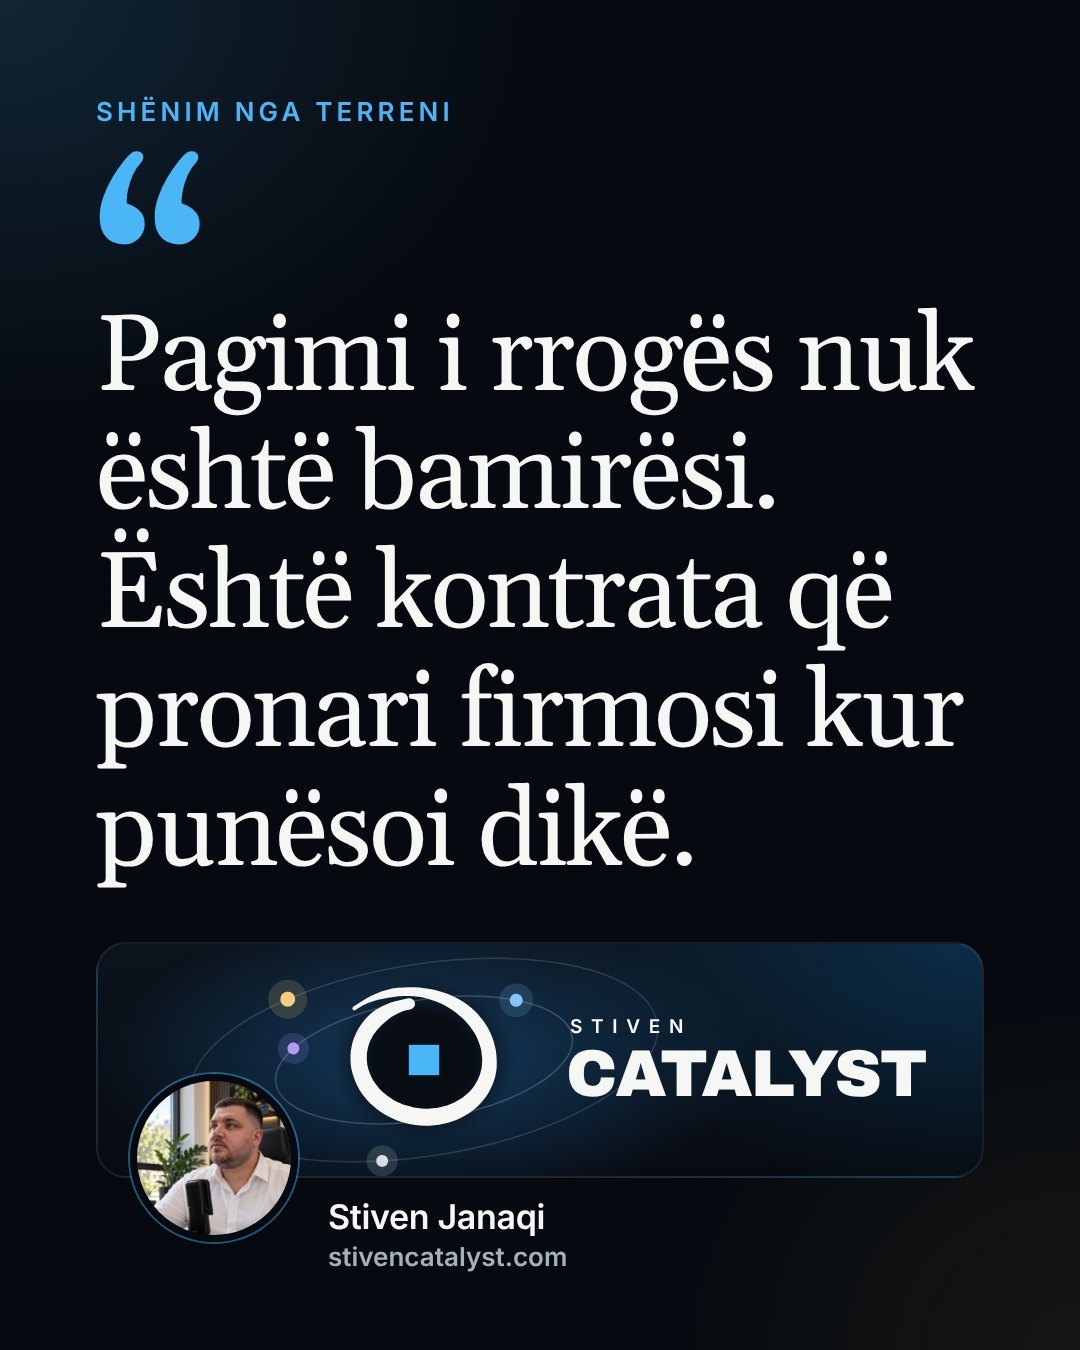 SHËNIM NGA TERRENI
“
Pagimi i rrogës nuk
është bamirësi.
Është kontrata që
pronari firmosi kur
punësoi dikë.
STIVEN
CATALYST
Stiven Janaqi
stivencatalyst.com